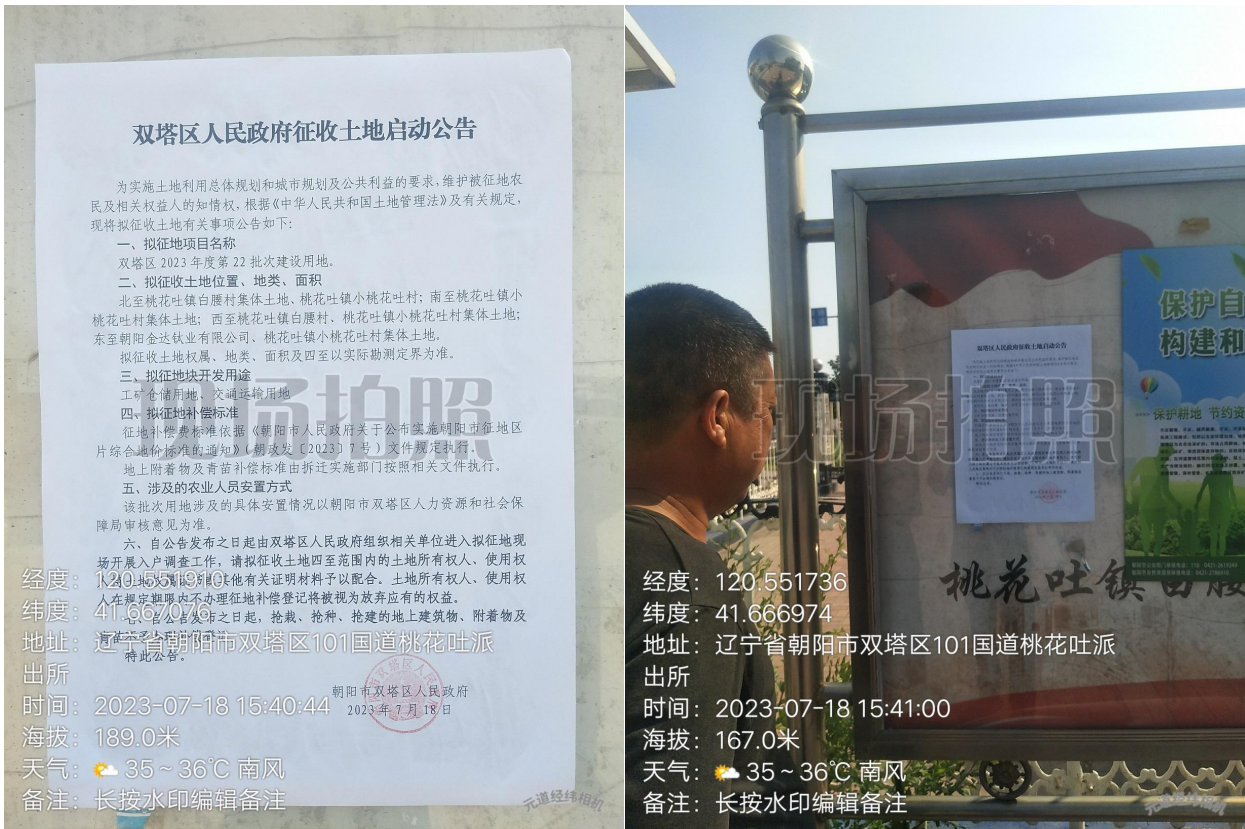 双塔区人民政府征收土地启动公告
为实施土地利用总体规划和城市规划及公共利益的要求,维护被征地农
民及相关权益人的知情权,根据《中华人民共和国土地管理法》及有关规定,
现将拟征收土地有关事项公告如下:
一、拟征地项目名称
双塔区2023年度第22批次建设用地。
二、拟征收土地位置、地类、面积
北至桃花吐镇白腰村集体土地、桃花吐镇小桃花吐村;南至桃花吐镇小
桃花吐村集体土地;西至桃花吐镇白腰村、桃花吐镇小桃花吐村集体土地;
东至朝阳金达钛业有限公司、桃花吐镇小桃花吐村集体土地。
拟征收土地权属、地类、面积及四至以实际勘测定界为准。
三、拟征地块开发用途
工矿仓储用地、交通运输用地
四、拟征地补偿标准
征地补偿费标准依据《朝阳市人民政府关于公布实施朝阳市征地区
片综合地价标准的通知》(朝政发〔2023〕7号)文件规定执行。
地上附着物及青苗补偿标准由拆迁实施部门按照相关文件执行。
五、涉及的农业人员安置方式
该批次用地涉及的具体安置情况以朝阳市双塔区人力资源和社会保
障局审核意见为准。
六、自公告发布之日起由双塔区人民政府组织相关单位进入拟征地现
场开展入户调查工作,请拟征收土地四至范围内的土地所有权人、使用权
其他有关证明材料予以配合。土地所有权人、使用权
人在规定期限内不办理征地补偿登记将被视为放弃应有的权益。
七、自公告发布之日起,抢栽、抢种、抢建的地上建筑物、附着物及
特此公告。
朝阳市双塔区人民政府
2023年7月18日
现场拍照
经度:120.551910
纬度:41.667076
地址:辽宁省朝阳市双塔区101国道桃花吐派
出所
时间:2023-07-18 15:40:44
海拔:189.0米
天气: 35~36℃ 南风
备注:长按水印编辑备注
元道经纬相机
双塔区人民政府征收土地启动公告
保护自
构建和
保护耕地 节约资
桃花吐镇白腰
现场拍照
经度:120.551736
纬度:41.666974
地址:辽宁省朝阳市双塔区101国道桃花吐派
出所
时间:2023-07-18 15:41:00
海拔:167.0米
天气: 35~36℃ 南风
备注:长按水印编辑备注
元道经纬相机